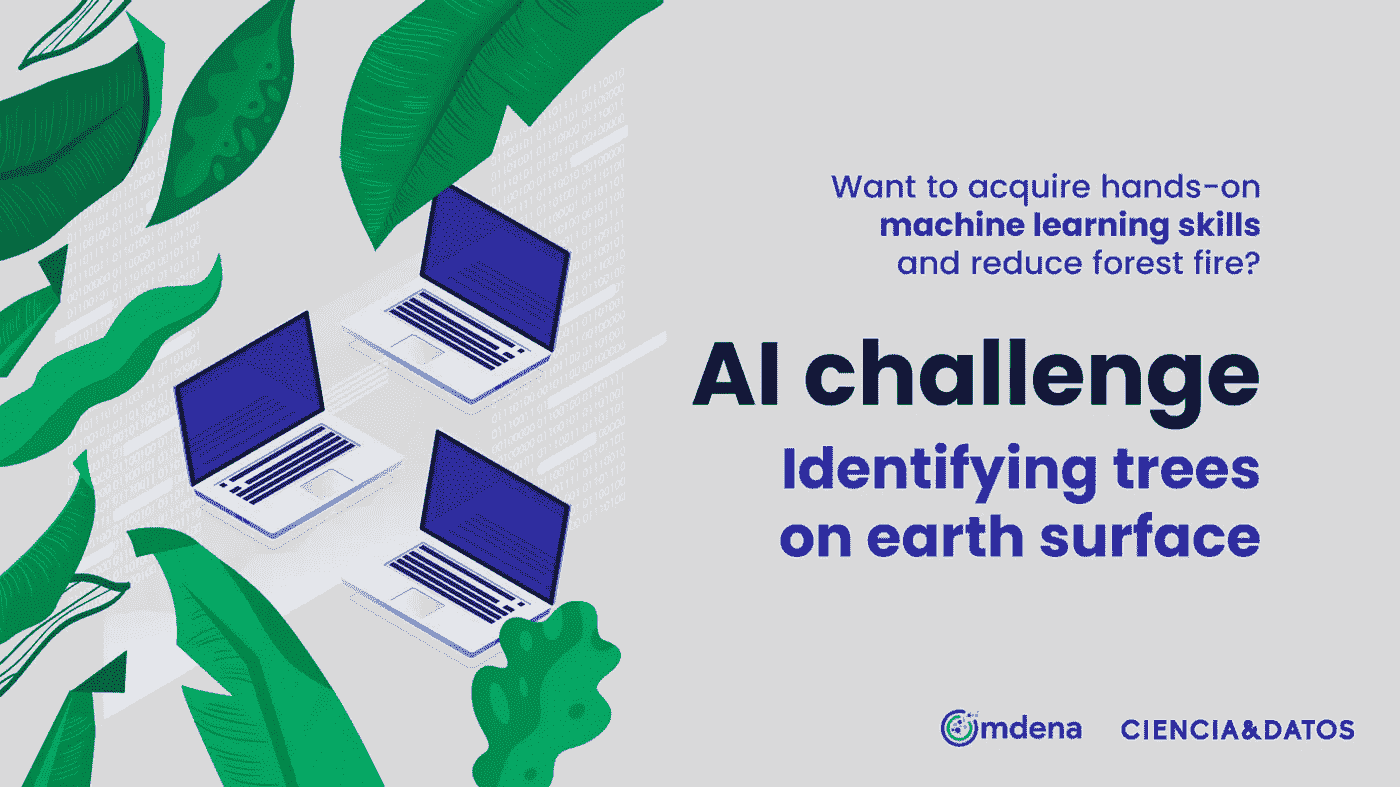 Want to acquire hands-on
machine learning skills
and reduce forest fire?
AI challenge
Identifying trees
on earth surface
Omdena
CIENCIA&DATOS